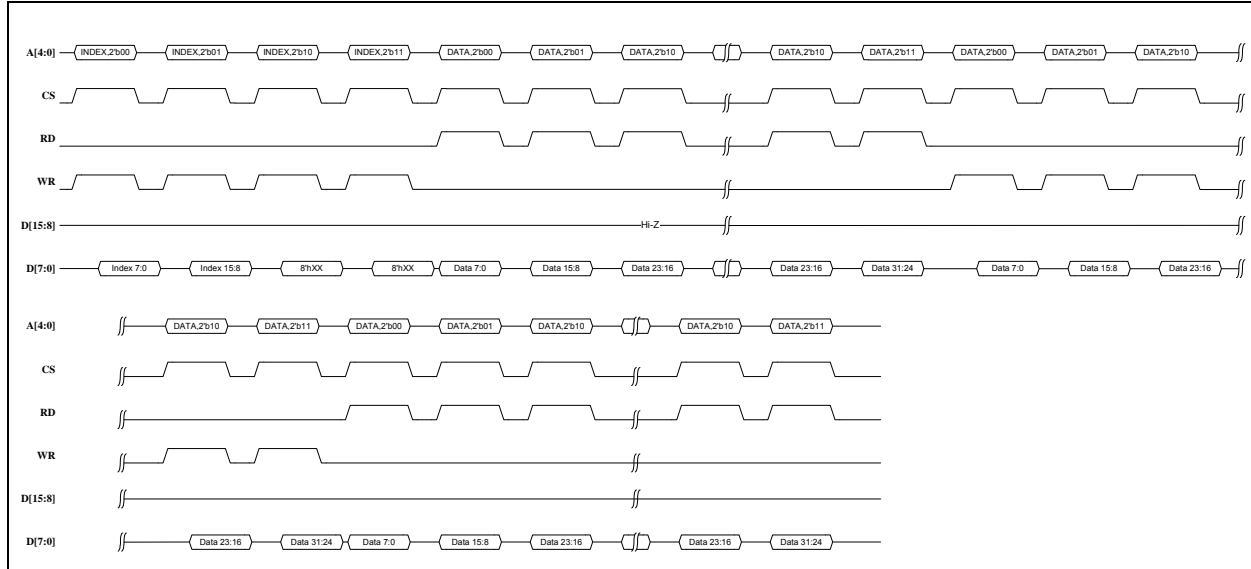 A[4:0] INDEX,2'b00 INDEX,2'b01 INDEX,2'b10 INDEX,2'b11 DATA,2'b00 DATA,2'b01 DATA,2'b10 DATA,2'b10 DATA,2'b11 DATA,2'b00 DATA,2'b01 DATA,2'b10
CS
RD
WR
D[15:8] Hi-Z
D[7:0] Index 7:0 Index 15:8 8'hXX 8'hXX Data 7:0 Data 15:8 Data 23:16 Data 23:16 Data 31:24 Data 7:0 Data 15:8 Data 23:16
A[4:0] DATA,2'b10 DATA,2'b11 DATA,2'b00 DATA,2'b01 DATA,2'b10 DATA,2'b10 DATA,2'b11
CS
RD
WR
D[15:8]
D[7:0] Data 23:16 Data 31:24 Data 7:0 Data 15:8 Data 23:16 Data 23:16 Data 31:24